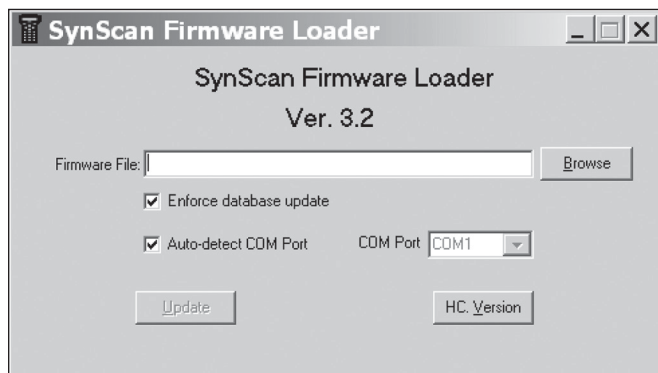 SynScan Firmware Loader
SynScan Firmware Loader
Ver. 3.2
Firmware File:
Browse
Enforce database update
Auto-detect COM Port COM Port COM1
Update HC. Version